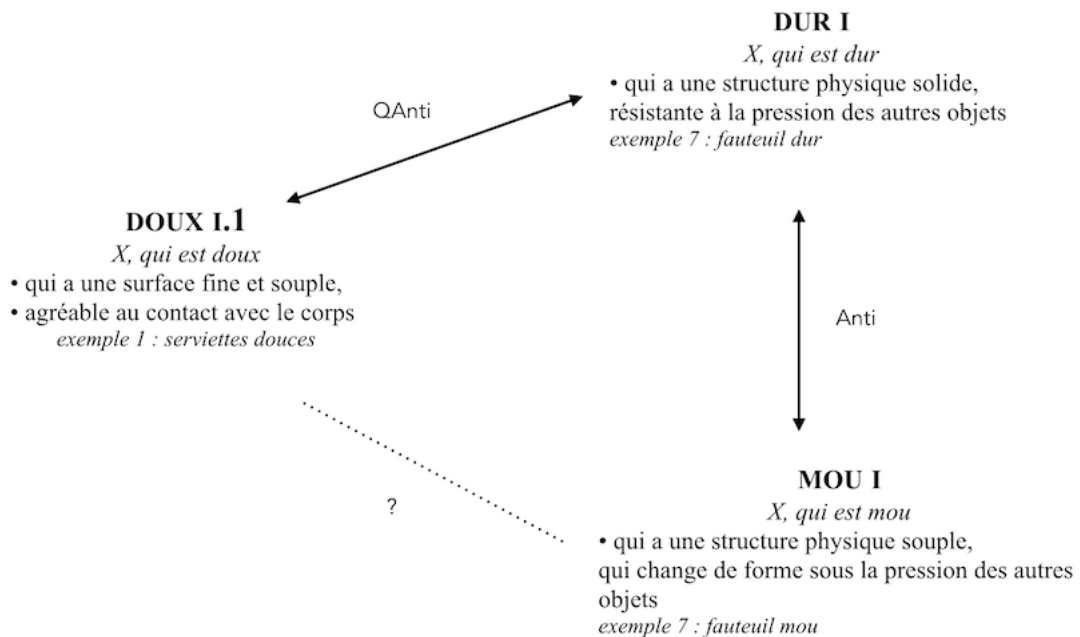 DUR I
X, qui est dur
• qui a une structure physique solide,
résistante à la pression des autres objets
exemple 7 : fauteuil dur
QAnti
DOUX I.1
X, qui est doux
• qui a une surface fine et souple,
• agréable au contact avec le corps
exemple 1 : serviettes douces
Anti
?
MOU I
X, qui est mou
• qui a une structure physique souple,
qui change de forme sous la pression des autres
objets
exemple 7 : fauteuil mou